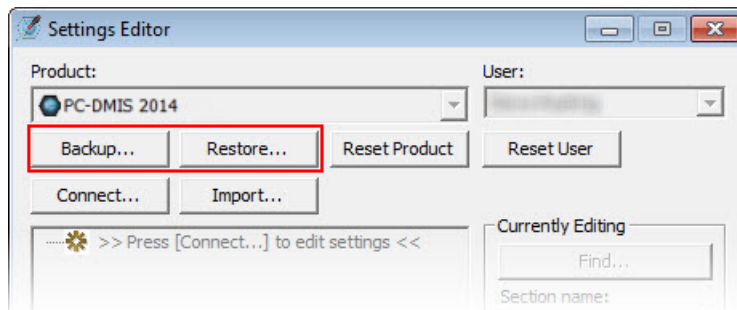 Settings Editor
Product:
User:
PC-DMIS 2014
Backup...
Restore...
Reset Product
Reset User
Connect...
Import...
>> Press [Connect...] to edit settings <<
Currently Editing
Find...
Section name: